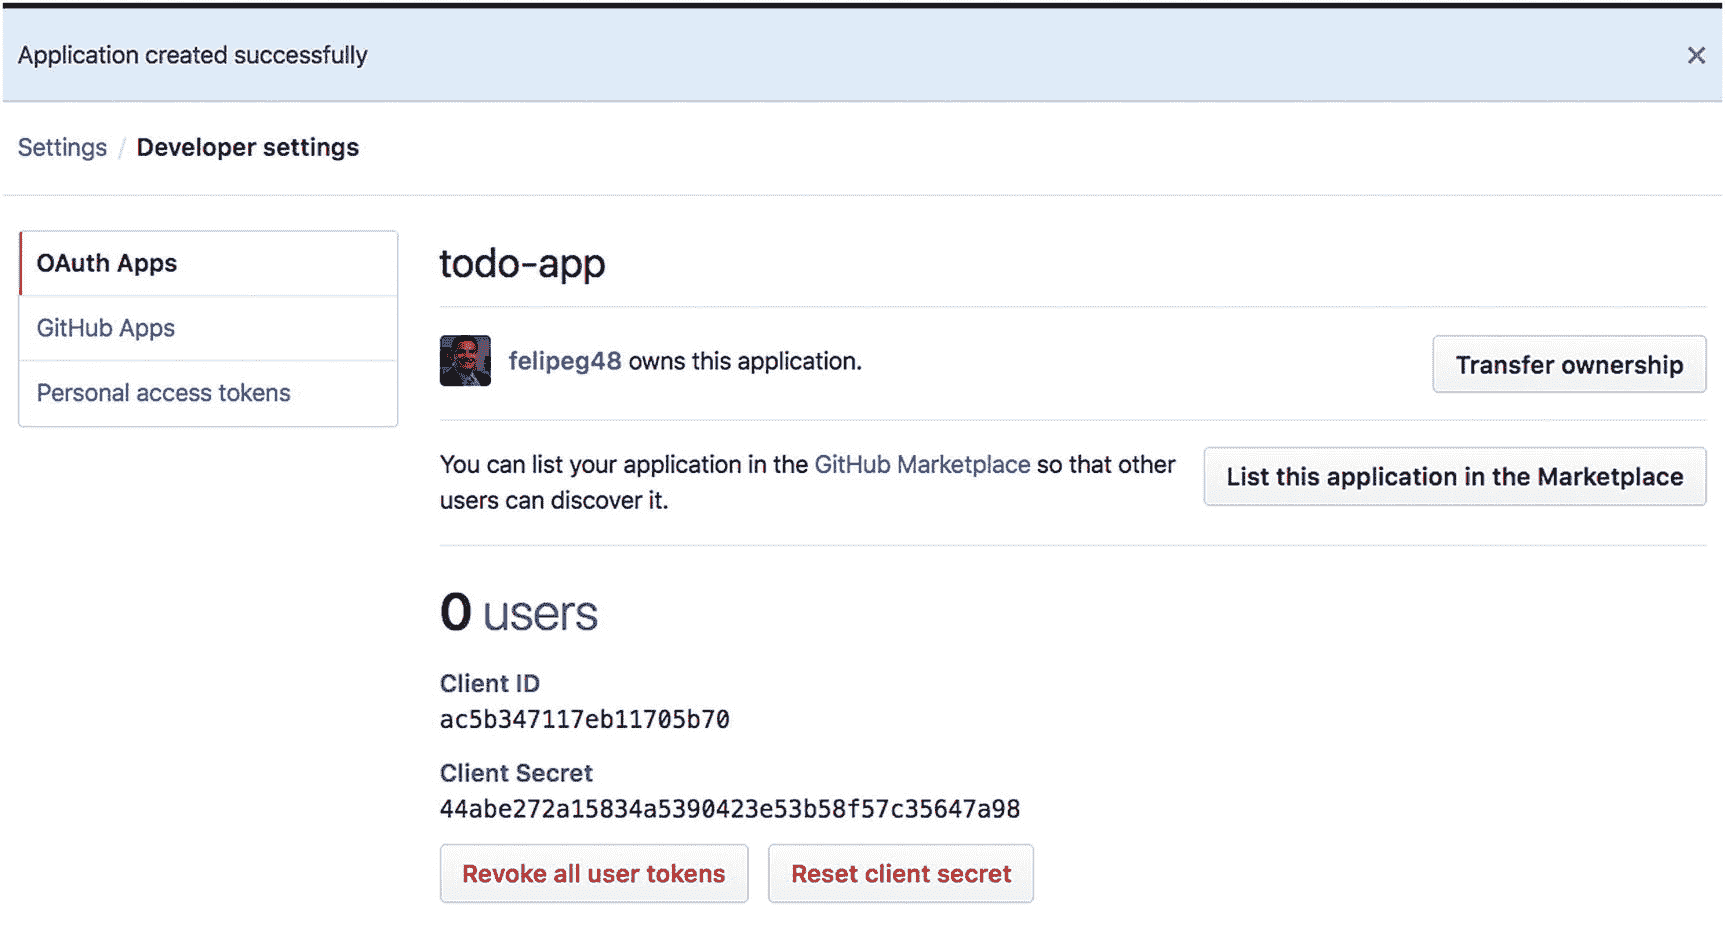 Application created successfully
Settings / Developer settings
OAuth Apps
GitHub Apps
Personal access tokens
todo-app
felipeg48 owns this application.
Transfer ownership
You can list your application in the GitHub Marketplace so that other
users can discover it.
List this application in the Marketplace
0 users
Client ID
ac5b347117eb11705b70
Client Secret
44abe272a15834a5390423e53b58f57c35647a98
Revoke all user tokens
Reset client secret